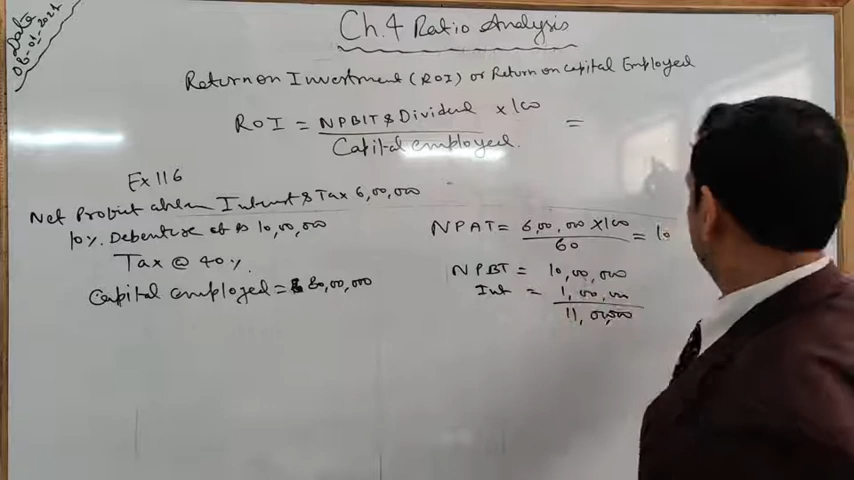 Date
06-01-2021
Ch.4 Ratio Analysis
Return on Investment (ROI) or Return on Capital Employed
ROI = NPBIT & Dividend × 100 =
Capital employed.
Ex 116
Net Profit after Interest & Tax 6,00,000
10% Debenture of Rs 10,00,000
Tax @ 40%.
Capital employed = 80,00,000
NPAT = 6,00,000 × 100 = 10
60
NPBT = 10,00,000
Int = 1,00,000
11,00,000